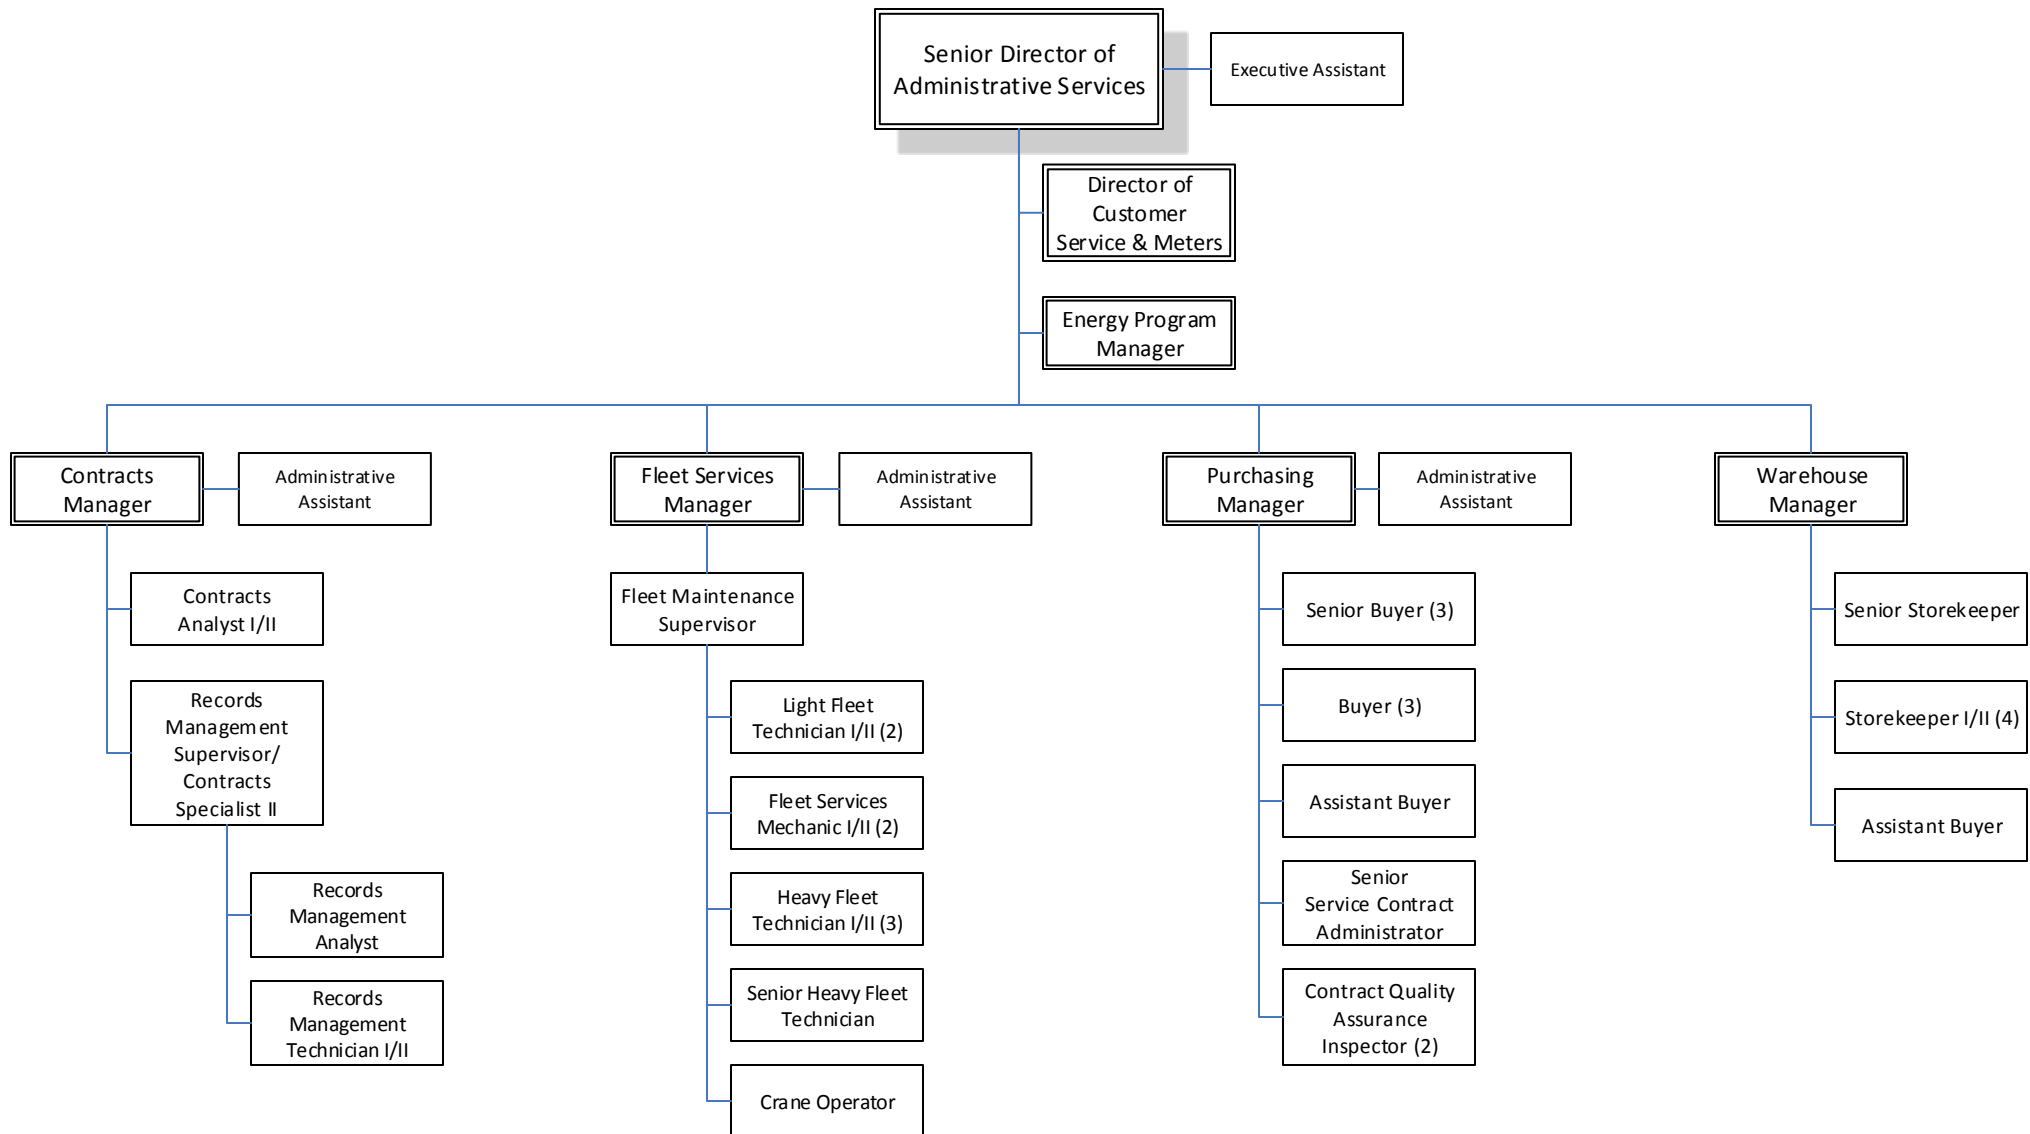 Senior Director of
Administrative Services
Executive Assistant
Director of
Customer
Service & Meters
Energy Program
Manager
Contracts
Manager
Administrative
Assistant
Fleet Services
Manager
Administrative
Assistant
Purchasing
Manager
Administrative
Assistant
Warehouse
Manager
Contracts
Analyst I/II
Records
Management
Supervisor/
Contracts
Specialist II
Records
Management
Analyst
Records
Management
Technician I/II
Fleet Maintenance
Supervisor
Light Fleet
Technician I/II (2)
Fleet Services
Mechanic I/II (2)
Heavy Fleet
Technician I/II (3)
Senior Heavy Fleet
Technician
Crane Operator
Senior Buyer (3)
Buyer (3)
Assistant Buyer
Senior
Service Contract
Administrator
Contract Quality
Assurance
Inspector (2)
Senior Storekeeper
Storekeeper I/II (4)
Assistant Buyer